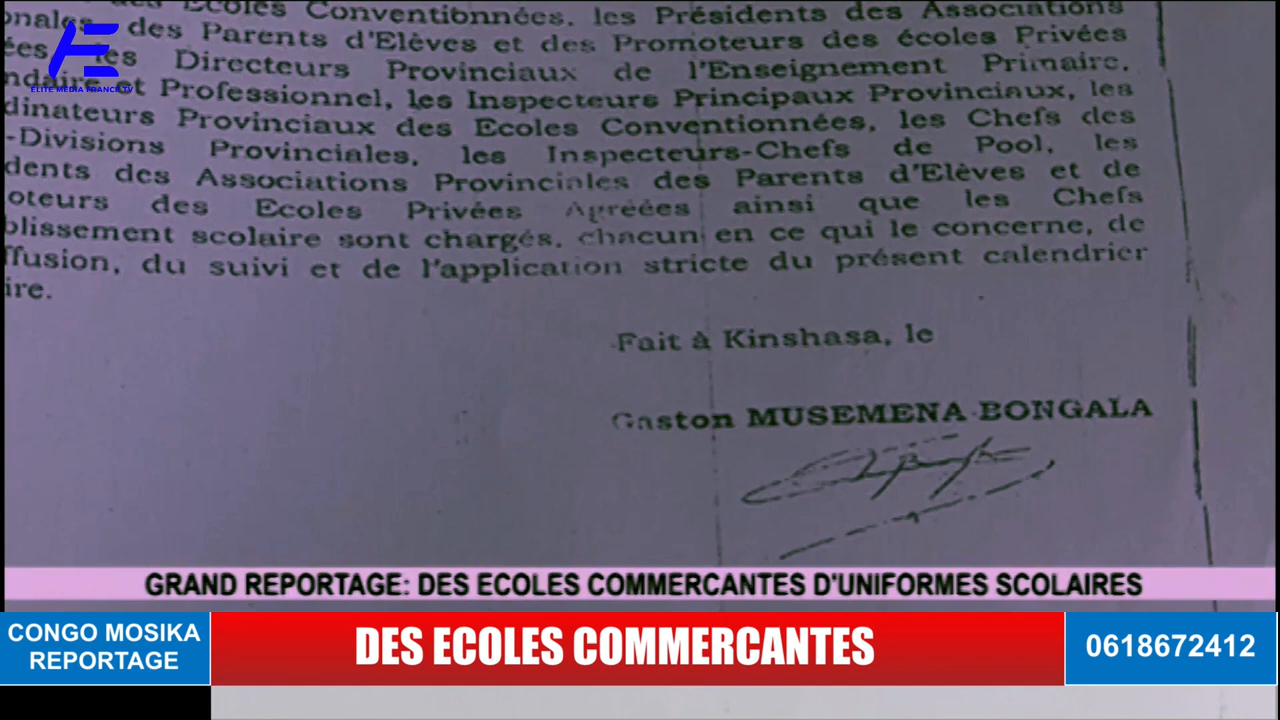 Ecoles Conventionnées, les Présidents des Associations
onales des Parents d'Elèves et des Promoteurs des écoles Privées
ées, les Directeurs Provinciaux de l'Enseignement Primaire,
ndaire et Professionnel, les Inspecteurs Principaux Provinciaux, les
dinateurs Provinciaux des Ecoles Conventionnées, les Chefs des
-Divisions Provinciales, les Inspecteurs-Chefs de Pool, les
dents des Associations Provinciales des Parents d'Elèves et de
oteurs des Ecoles Privées Agréées ainsi que les Chefs
blissement scolaire sont chargés, chacun en ce qui le concerne, de
ffusion, du suivi et de l'application stricte du présent calendrier
ire.
Fait à Kinshasa, le
Gaston MUSEMENA BONGALA
ELITE MEDIA FRANCE TV
GRAND REPORTAGE: DES ECOLES COMMERCANTES D'UNIFORMES SCOLAIRES
CONGO MOSIKA
REPORTAGE
DES ECOLES COMMERCANTES
0618672412